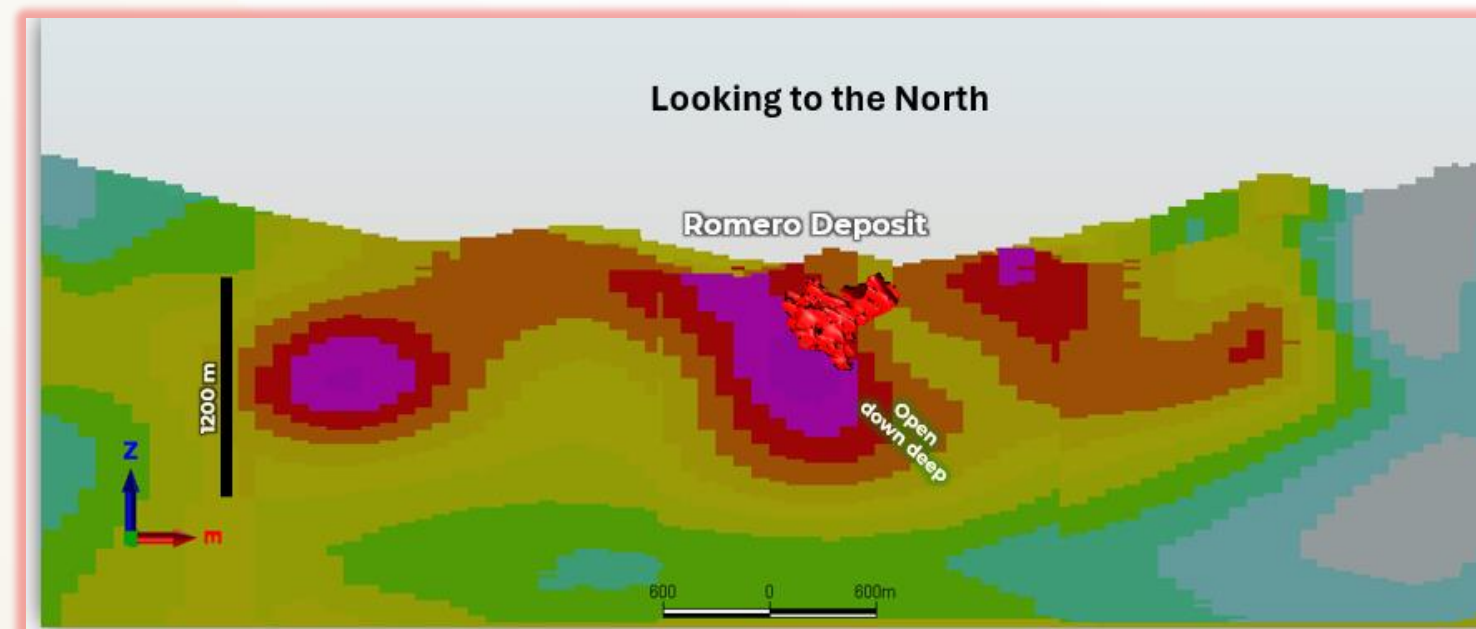 Looking to the North
Romero Deposit
1200 m
Open
down deep
Z
E
600 0 600m